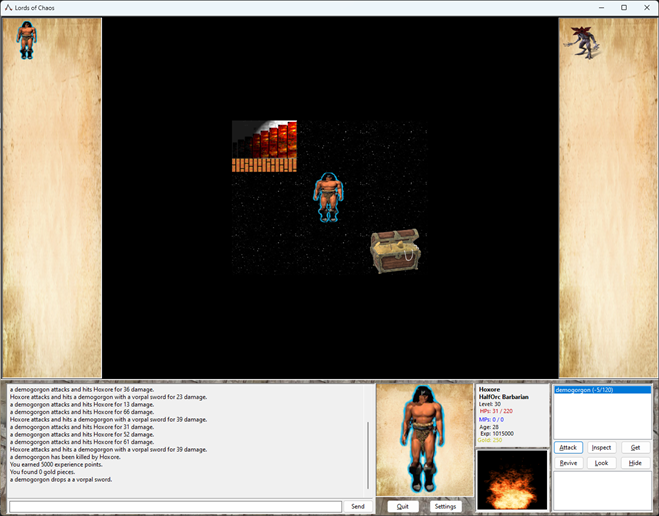 Lords of Chaos
a demogorgon attacks and hits Hoxore for 36 damage.
Hoxore attacks and hits a demogorgon with a vorpal sword for 23 damage.
a demogorgon attacks and hits Hoxore for 13 damage.
a demogorgon attacks and hits Hoxore for 66 damage.
Hoxore attacks and hits a demogorgon with a vorpal sword for 39 damage.
a demogorgon attacks and hits Hoxore for 31 damage.
a demogorgon attacks and hits Hoxore for 52 damage.
a demogorgon attacks and hits Hoxore for 61 damage.
Hoxore attacks and hits a demogorgon with a vorpal sword for 39 damage.
a demogorgon has been killed by Hoxore.
You earned 5000 experience points.
You found 0 gold pieces.
a demogorgon drops a a vorpal sword.
Send
Quit
Settings
Hoxore
HalfOrc Barbarian
Level: 30
HPs: 31 / 220
MPs: 0 / 0
Age: 28
Exp: 1015000
Gold: 250
demogorgon (-5/120)
Attack
Inspect
Get
Revive
Look
Hide